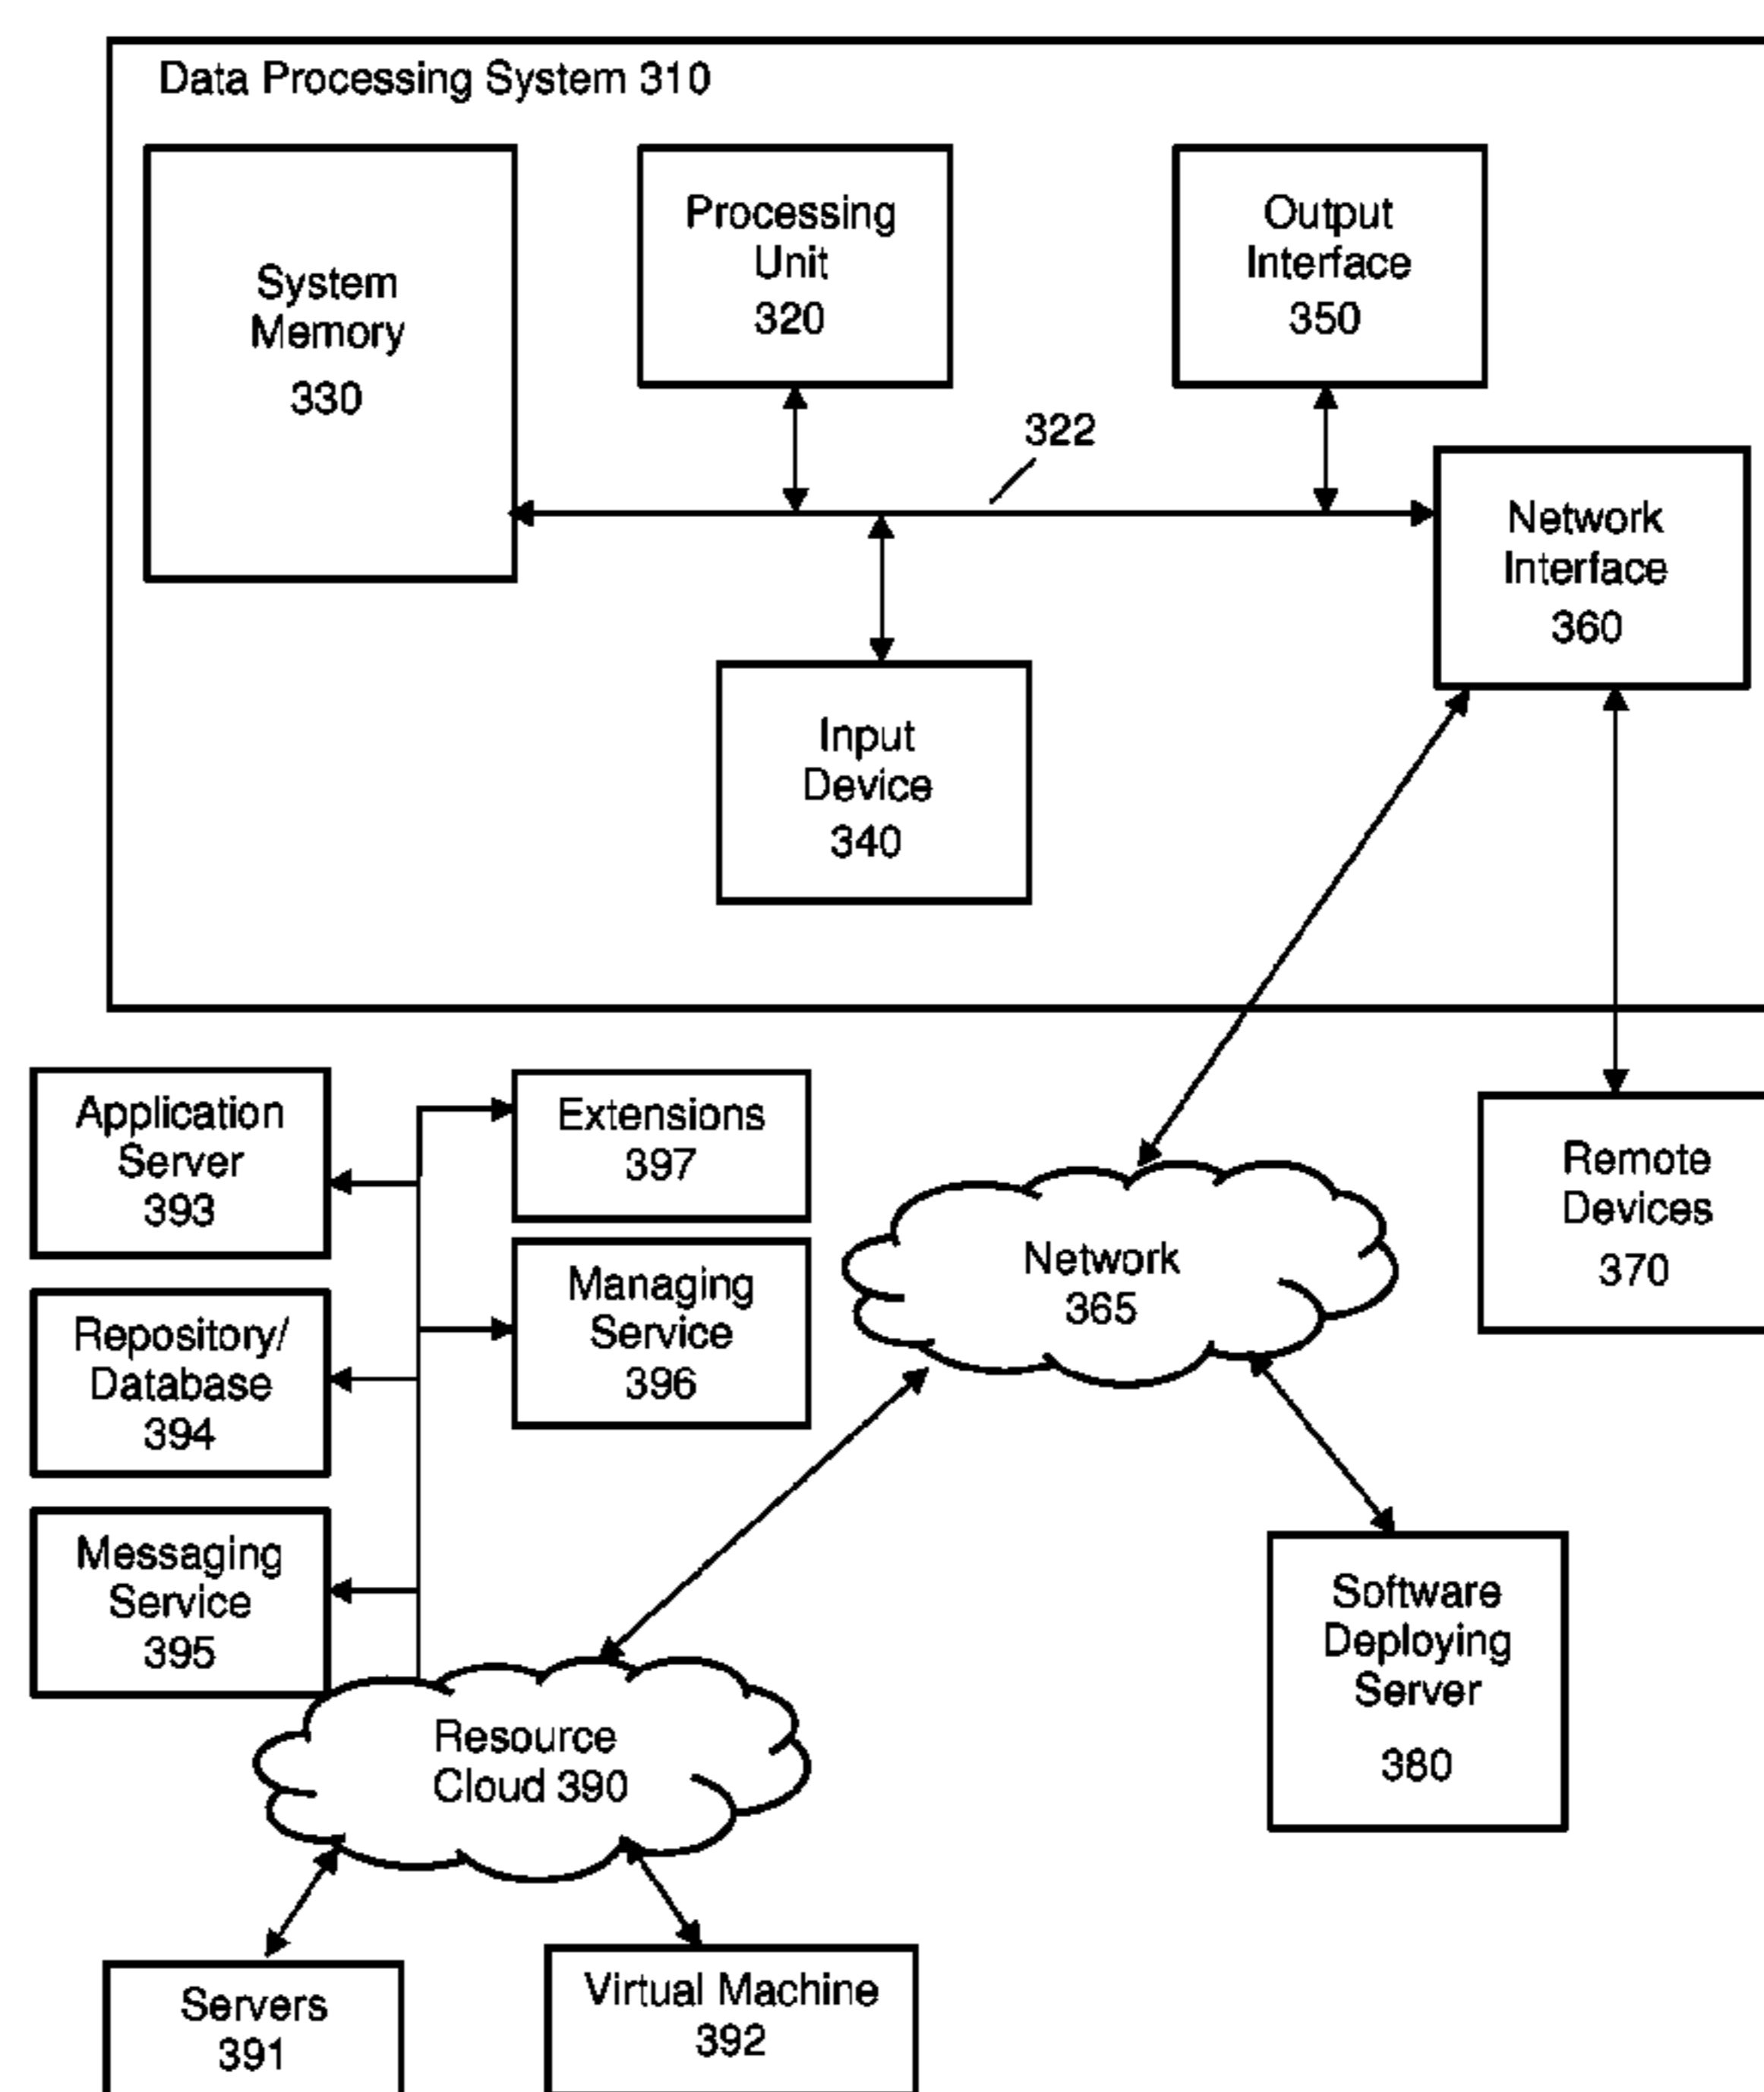 Data Processing System 310
System
Memory
330
Processing
Unit
320
Output
Interface
350
322
Network
Interface
360
Input
Device
340
Application
Server
393
Extensions
397
Managing
Service
396
Repository/
Database
394
Messaging
Service
395
Network
365
Remote
Devices
370
Software
Deploying
Server
380
Resource
Cloud 390
Servers
391
Virtual Machine
392